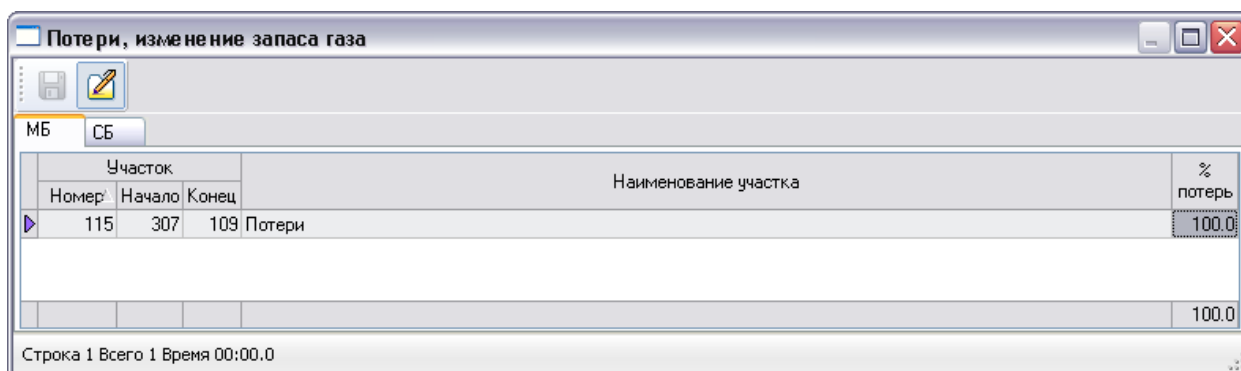 Потери, изменение запаса газа
МБ СБ
Участок
Наименование участка
% потерь
Номер Начало Конец
115 307 109 Потери 100.0
100.0
Строка 1 Всего 1 Время 00:00.0